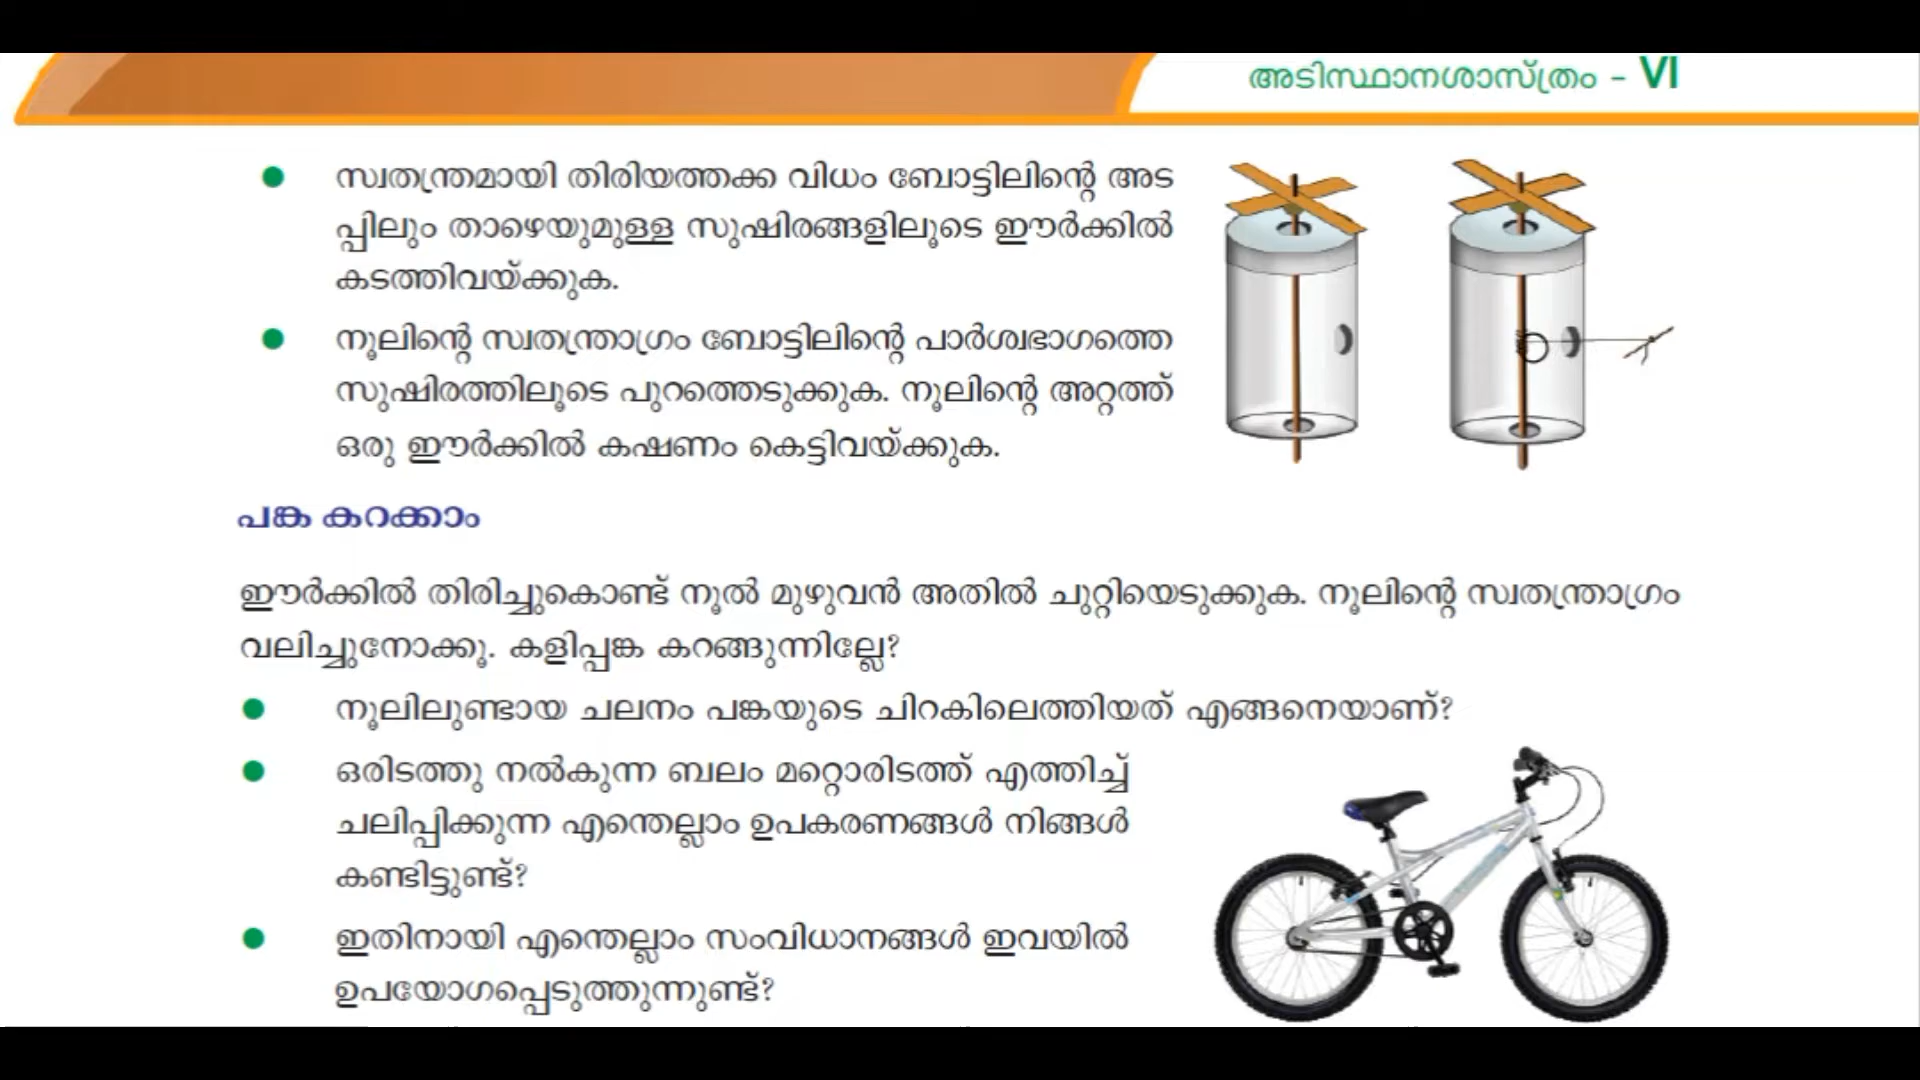 അടിസ്ഥാനശാസ്ത്രം - VI
സ്വതന്ത്രമായി തിരിയത്തക്ക വിധം ബോട്ടിലിന്റെ അട
പ്പിലും താഴെയുമുള്ള സുഷിരങ്ങളിലൂടെ ഈർക്കിൽ
കടത്തിവയ്ക്കുക.
നൂലിന്റെ സ്വതന്ത്രാഗ്രം ബോട്ടിലിന്റെ പാർശ്വഭാഗത്തെ
സുഷിരത്തിലൂടെ പുറത്തെടുക്കുക. നൂലിന്റെ അറ്റത്ത്
ഒരു ഈർക്കിൽ കഷണം കെട്ടിവയ്ക്കുക.
പങ്ക കറക്കാം
ഈർക്കിൽ തിരിച്ചുകൊണ്ട് നൂൽ മുഴുവൻ അതിൽ ചുറ്റിയെടുക്കുക. നൂലിന്റെ സ്വതന്ത്രാഗ്രം
വലിച്ചുനോക്കൂ. കളിപ്പങ്ക കറങ്ങുന്നില്ലേ?
നൂലിലുണ്ടായ ചലനം പങ്കയുടെ ചിറകിലെത്തിയത് എങ്ങനെയാണ്?
ഒരിടത്തു നൽകുന്ന ബലം മറ്റൊരിടത്ത് എത്തിച്ച്
ചലിപ്പിക്കുന്ന എന്തെല്ലാം ഉപകരണങ്ങൾ നിങ്ങൾ
കണ്ടിട്ടുണ്ട്?
ഇതിനായി എന്തെല്ലാം സംവിധാനങ്ങൾ ഇവയിൽ
ഉപയോഗപ്പെടുത്തുന്നുണ്ട്?